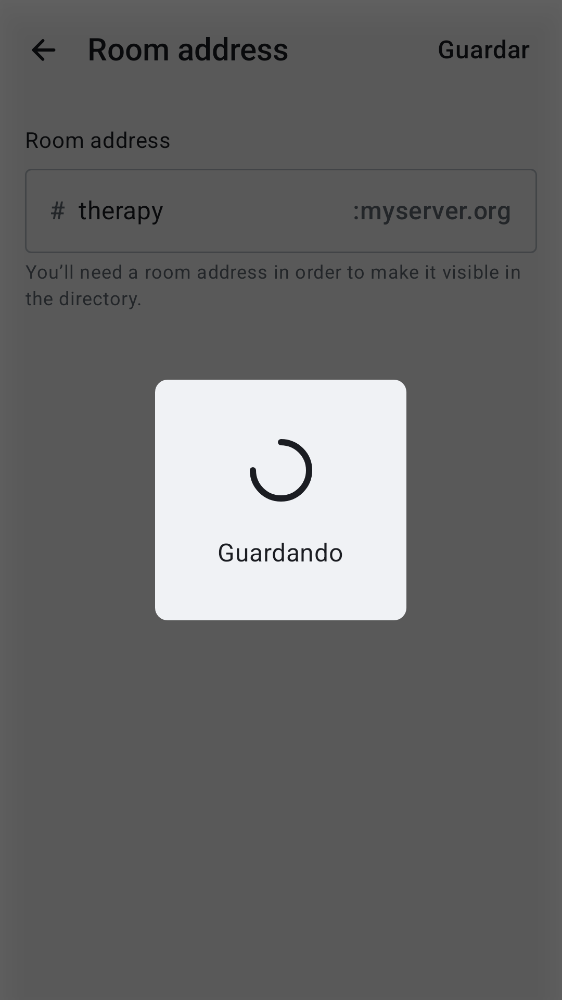 Room address
Guardar
Room address
# therapy :myserver.org
You'll need a room address in order to make it visible in
the directory.
Guardando